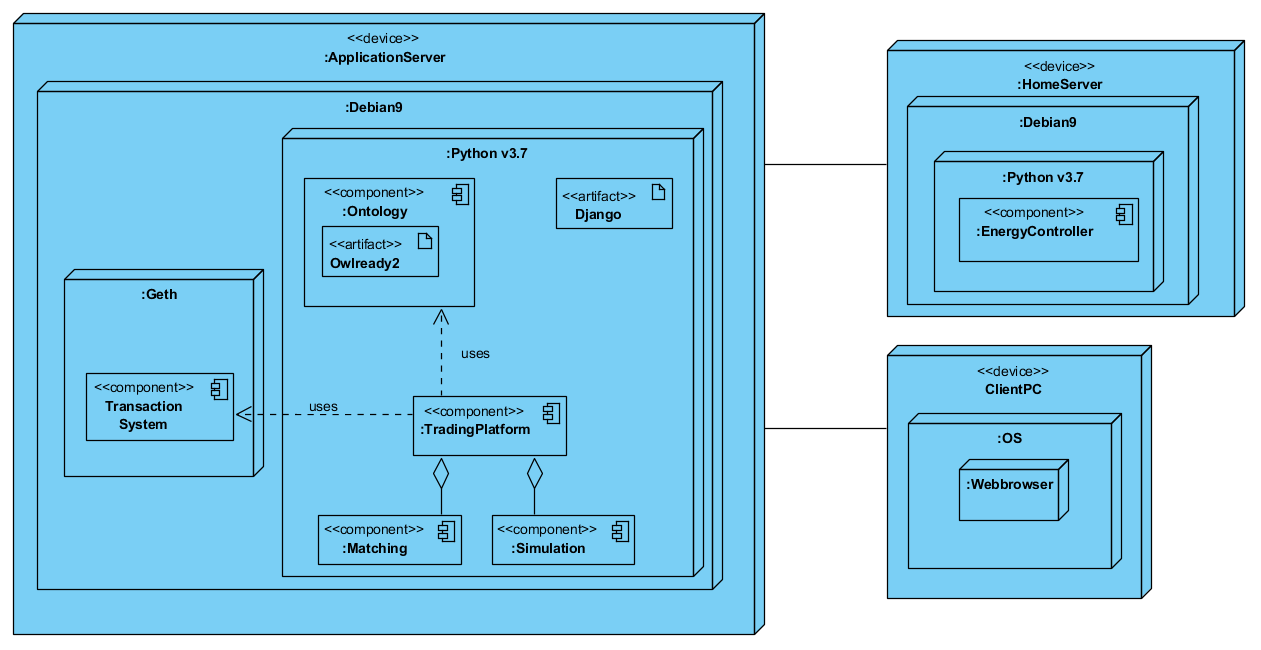 <<device>>
:ApplicationServer
:Debian9
:Python v3.7
<<component>>
:Ontology
<<artifact>>
Owlready2
<<artifact>>
Django
:Geth
<<component>>
Transaction
System
uses
uses
<<component>>
:TradingPlatform
<<component>>
:Matching
<<component>>
:Simulation
<<device>>
:HomeServer
:Debian9
:Python v3.7
<<component>>
:EnergyController
<<device>>
ClientPC
:OS
:Webbrowser